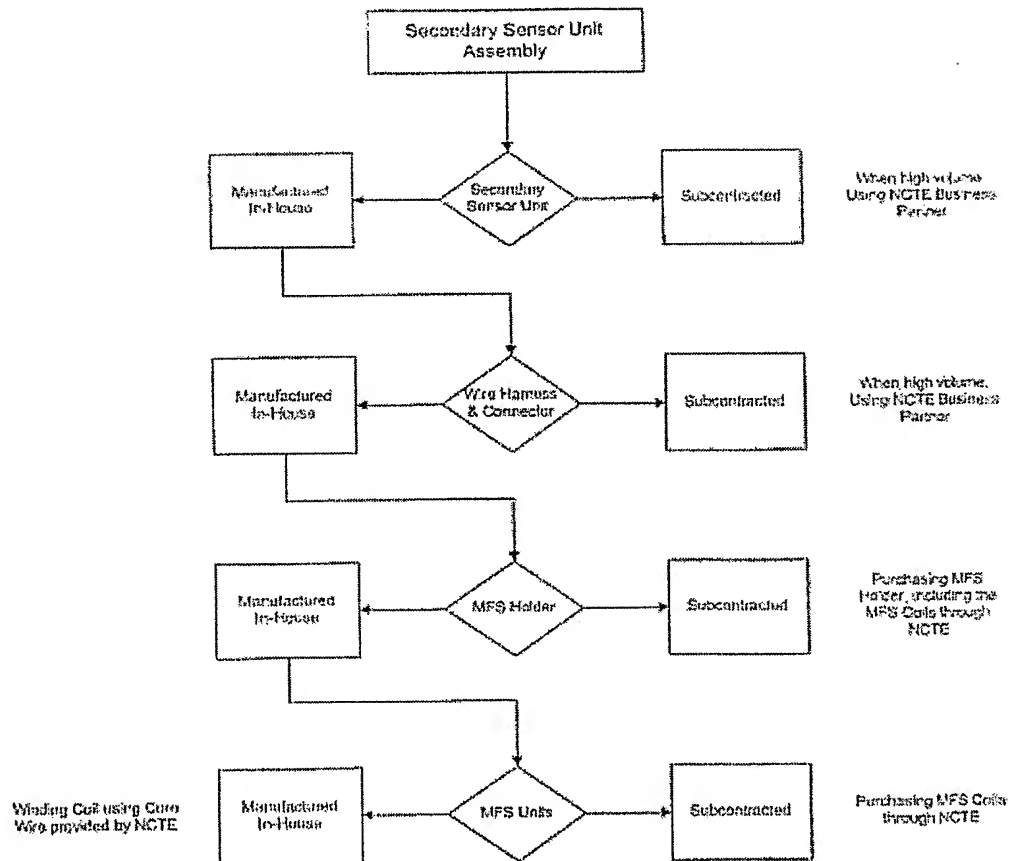 Secondary Sensor Unit
Assembly
Manufactured
In-House
Secondary
Sensor Unit
Subcontracted
When high volume
Using NCTE Business
Partner
Manufactured
In-House
Wire Harness
& Connector
Subcontracted
When high volume.
Using NCTE Business
Partner
Manufactured
In-House
MFS Holder
Subcontracted
Purchasing MFS
Holder, including the
MFS Coils through
NCTE
Winding Coil using Core
Wire provided by NCTE
Manufactured
In-House
MFS Units
Subcontracted
Purchasing MFS Coils
through NCTE